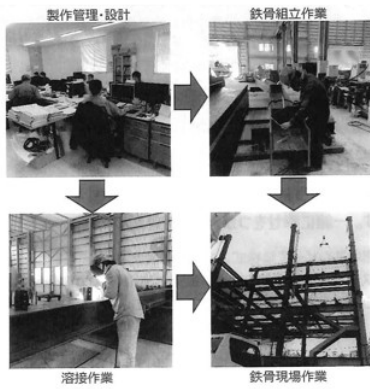 製作管理・設計
鉄骨組立作業
溶接作業
鉄骨現場作業